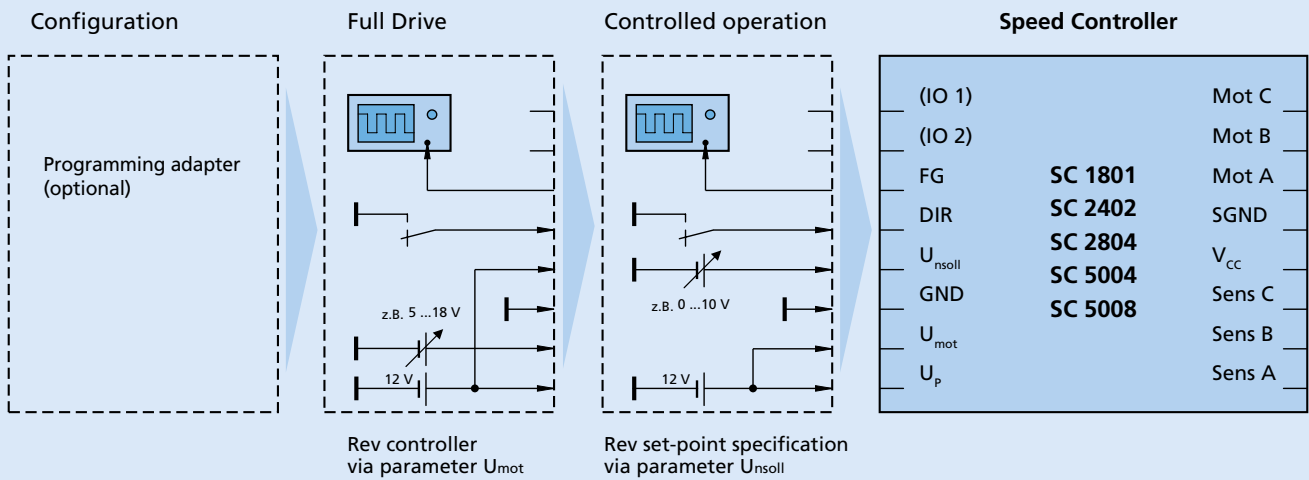 Configuration
Full Drive
Controlled operation
Speed Controller
Programming adapter
(optional)
z.B. 5 ...18 V
12 V
Rev controller
via parameter Umot
z.B. 0 ...10 V
12 V
Rev set-point specification
via parameter Unsoll
(IO 1)
(IO 2)
FG
DIR
Unsoll
GND
Umot
UP
SC 1801
SC 2402
SC 2804
SC 5004
SC 5008
Mot C
Mot B
Mot A
SGND
VCC
Sens C
Sens B
Sens A